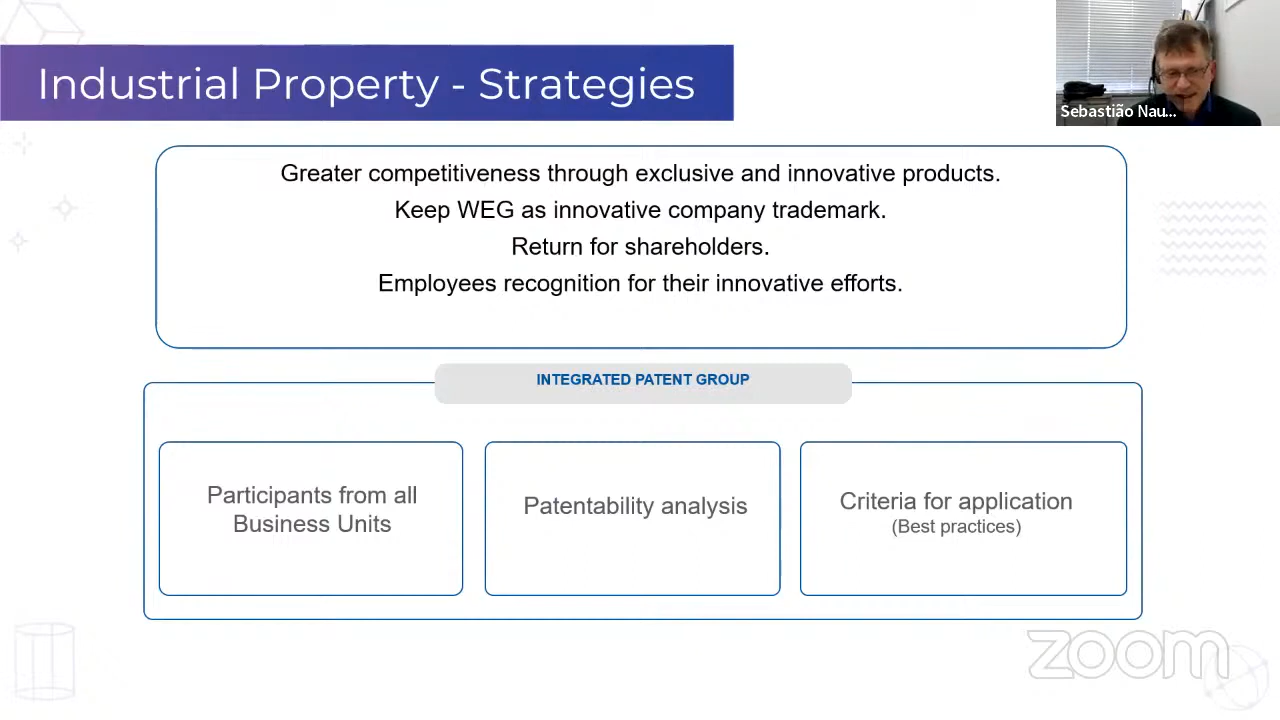 Industrial Property - Strategies
Sebastião Nau...
Greater competitiveness through exclusive and innovative products.
Keep WEG as innovative company trademark.
Return for shareholders.
Employees recognition for their innovative efforts.
INTEGRATED PATENT GROUP
Participants from all
Business Units
Patentability analysis
Criteria for application
(Best practices)
zoom